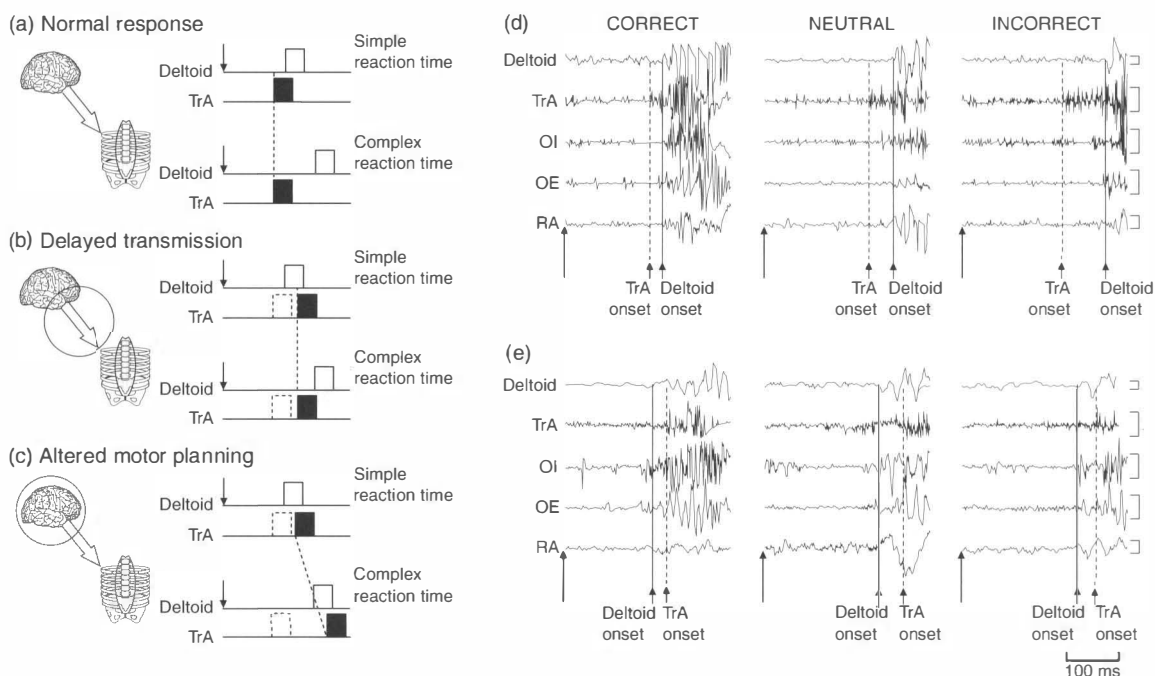 (a) Normal response
Deltoid
TrA
Simple
reaction time
Deltoid
TrA
Complex
reaction time
(b) Delayed transmission
Deltoid
TrA
Simple
reaction time
Deltoid
TrA
Complex
reaction time
(c) Altered motor planning
Deltoid
TrA
Simple
reaction time
Deltoid
TrA
Complex
reaction time
(d)
CORRECT NEUTRAL INCORRECT
Deltoid
TrA
OI
OE
RA
TrA onset
Deltoid onset
TrA onset
Deltoid onset
TrA onset
Deltoid onset
(e)
Deltoid
TrA
OI
OE
RA
Deltoid onset
TrA onset
Deltoid onset
TrA onset
Deltoid onset
TrA onset
100 ms